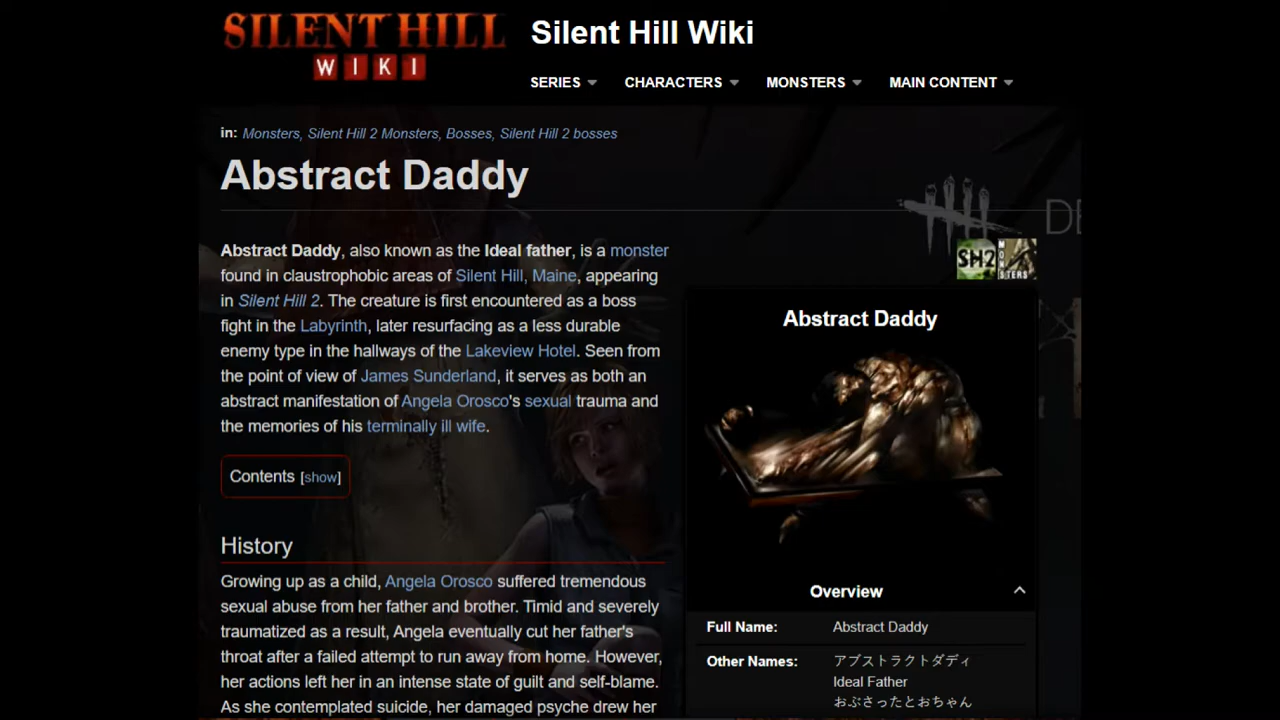 SILENT HILL
WIKI
Silent Hill Wiki
SERIES CHARACTERS MONSTERS MAIN CONTENT
in: Monsters, Silent Hill 2 Monsters, Bosses, Silent Hill 2 bosses
Abstract Daddy
DE
SH2
MONSTERS
Abstract Daddy, also known as the Ideal father, is a monster
found in claustrophobic areas of Silent Hill, Maine, appearing
in Silent Hill 2. The creature is first encountered as a boss
fight in the Labyrinth, later resurfacing as a less durable
enemy type in the hallways of the Lakeview Hotel. Seen from
the point of view of James Sunderland, it serves as both an
abstract manifestation of Angela Orosco's sexual trauma and
the memories of his terminally ill wife.
Contents [show]
History
Growing up as a child, Angela Orosco suffered tremendous
sexual abuse from her father and brother. Timid and severely
traumatized as a result, Angela eventually cut her father's
throat after a failed attempt to run away from home. However,
her actions left her in an intense state of guilt and self-blame.
As she contemplated suicide, her damaged psyche drew her
Abstract Daddy
Overview
Full Name: Abstract Daddy
Other Names: アブストラクトダディ
Ideal Father
おぶさったとおちゃん